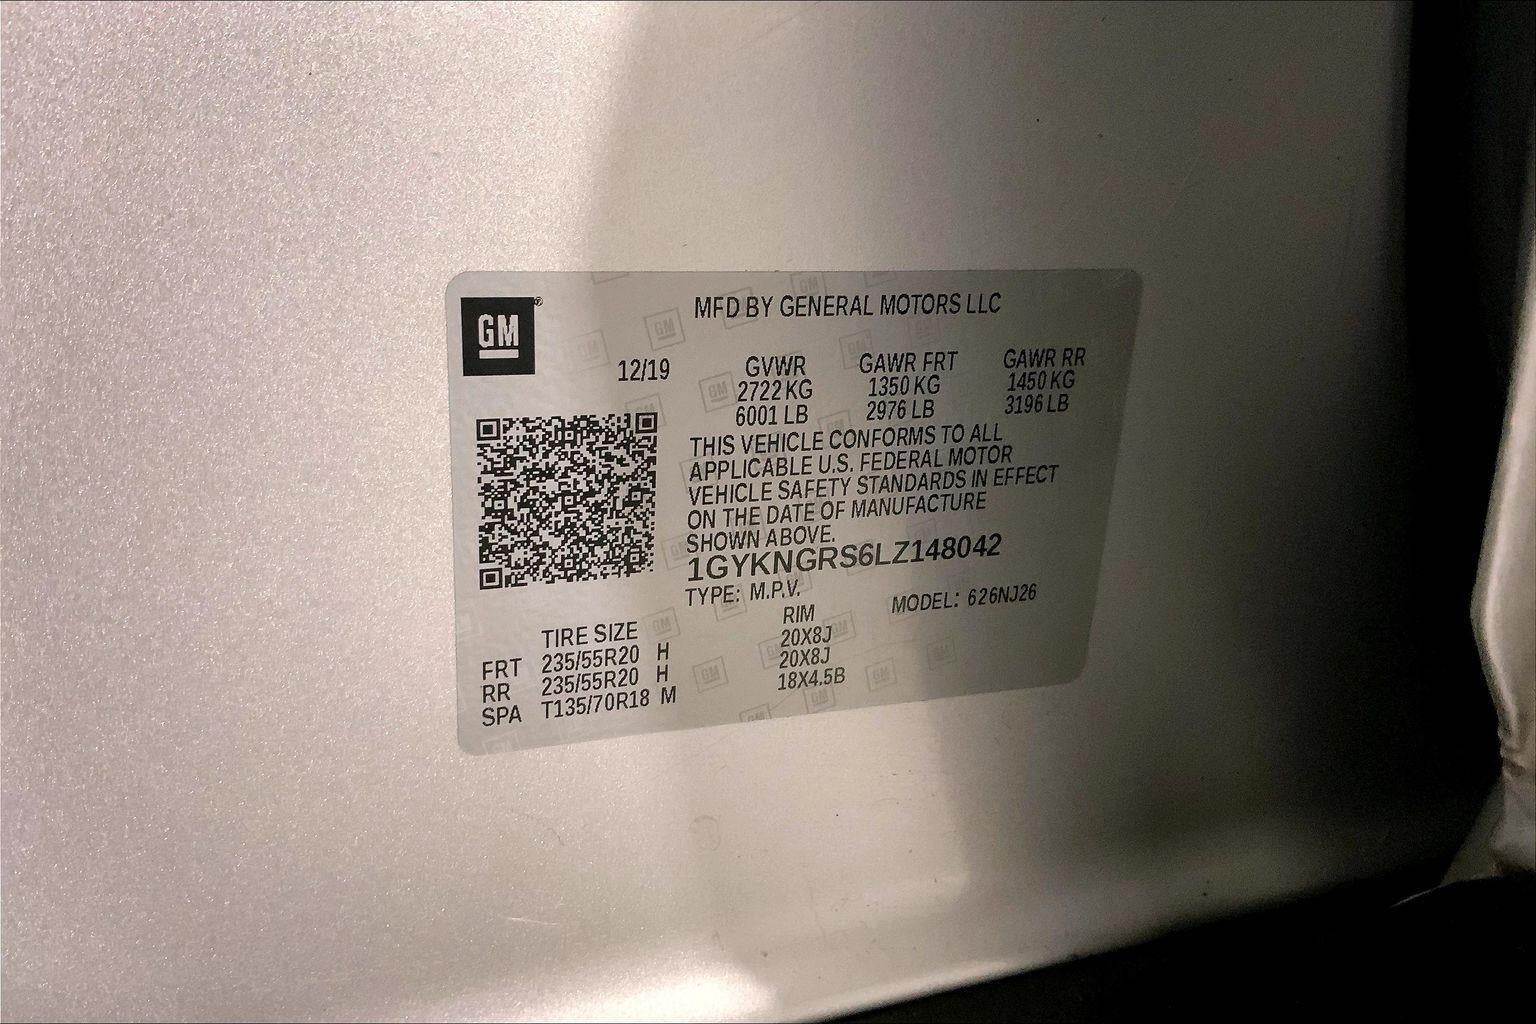 GM®
MFD BY GENERAL MOTORS LLC
12/19 GVWR GAWR FRT GAWR RR
2722 KG 1350 KG 1450 KG
6001 LB 2976 LB 3196 LB
THIS VEHICLE CONFORMS TO ALL
APPLICABLE U.S. FEDERAL MOTOR
VEHICLE SAFETY STANDARDS IN EFFECT
ON THE DATE OF MANUFACTURE
SHOWN ABOVE.
1GYKNGRS6LZ148042
TYPE: M.P.V. MODEL: 626NJ26
TIRE SIZE RIM
FRT 235/55R20 H 20X8J
RR 235/55R20 H 20X8J
SPA T135/70R18 M 18X4.5B